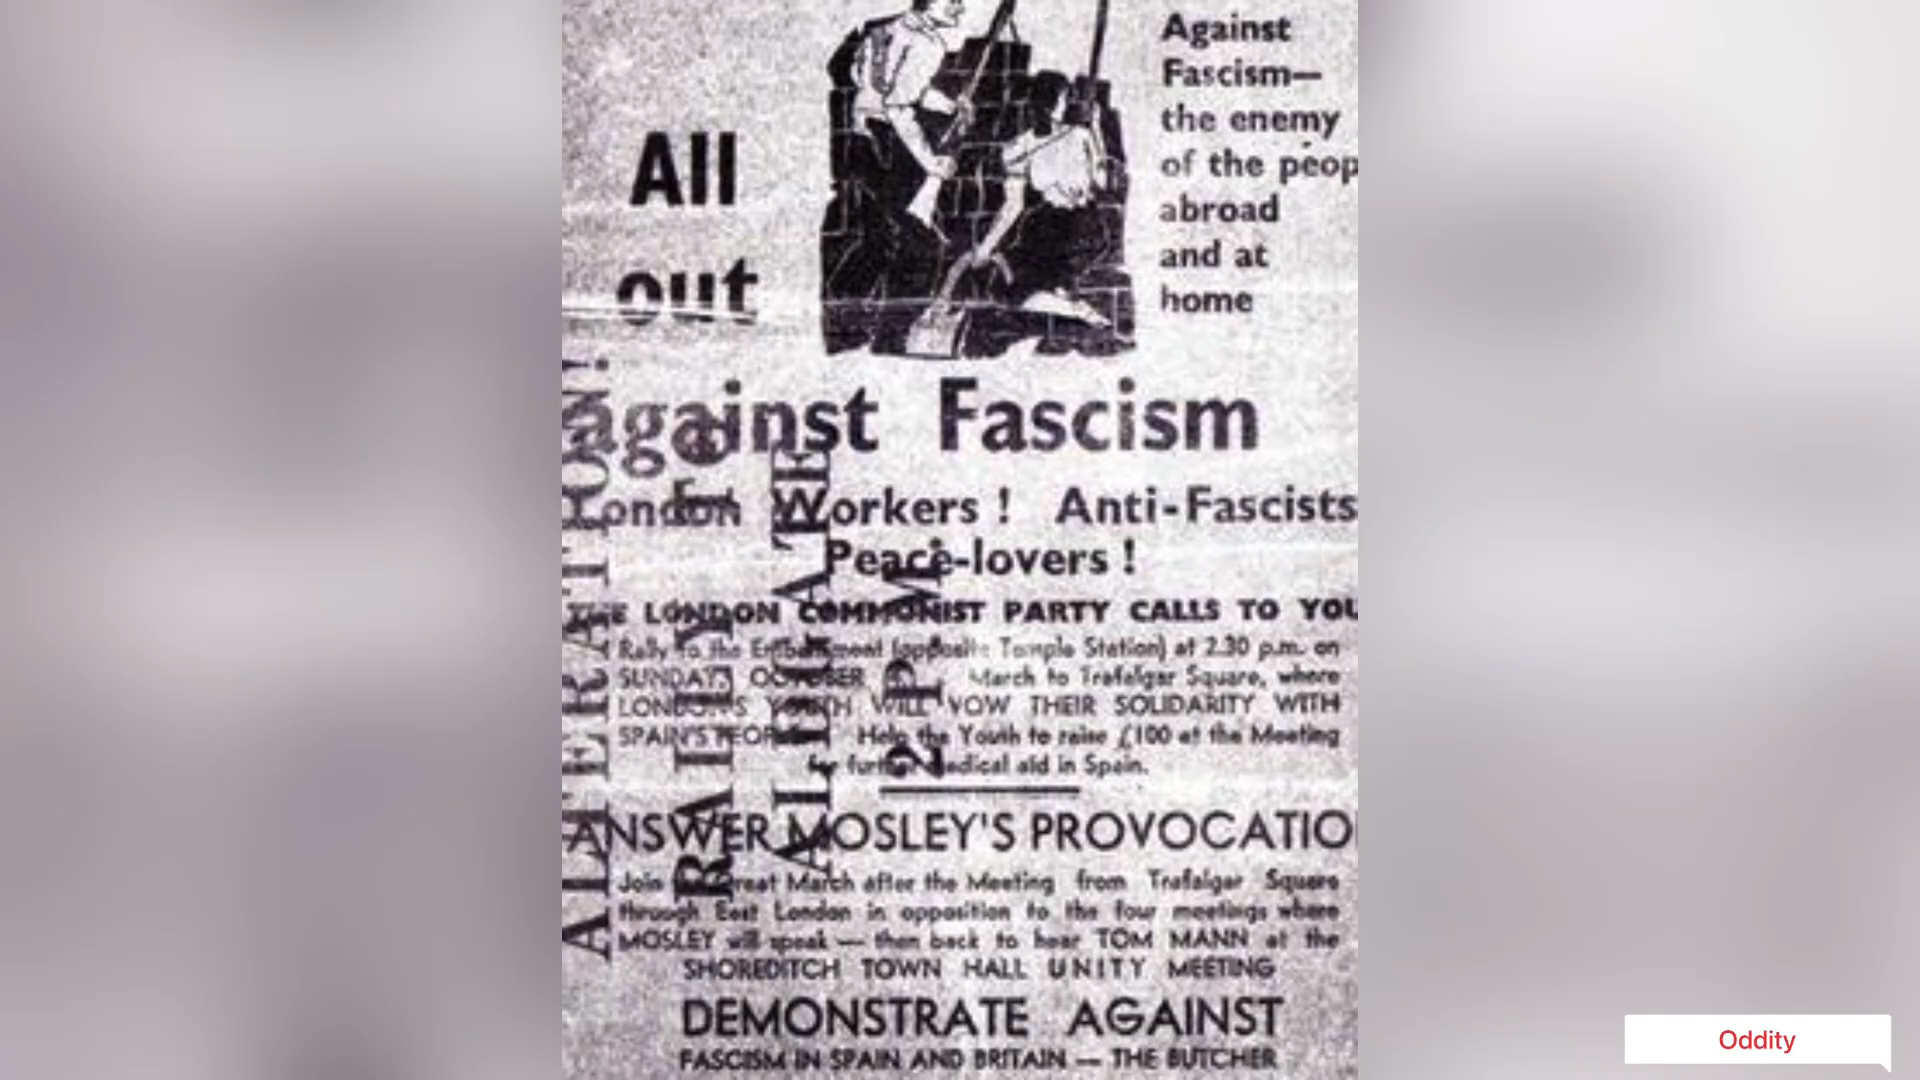 All
out
Against
Fascism—
the enemy
of the peop
abroad
and at
home
against Fascism
London Workers ! Anti-Fascists
Peace-lovers !
THE LONDON COMMUNIST PARTY CALLS TO YOU
Rally to the Embankment (opposite Temple Station) at 2.30 p.m. on
SUNDAY, OCTOBER March to Trafalgar Square, where
LONDON'S YOUTH WILL VOW THEIR SOLIDARITY WITH
SPAIN'S PEOPLE Help the Youth to raise £100 at the Meeting
for further medical aid in Spain.
ANSWER MOSLEY'S PROVOCATIO
Join the Great March after the Meeting from Trafalgar Square
through East London in opposition to the four meetings where
MOSLEY will speak — then back to hear TOM MANN at the
SHOREDITCH TOWN HALL UNITY MEETING
DEMONSTRATE AGAINST
FASCISM IN SPAIN AND BRITAIN — THE BUTCHER
ALTERATION!
RALLY TO
ALDGATE
2 P.M.
Oddity